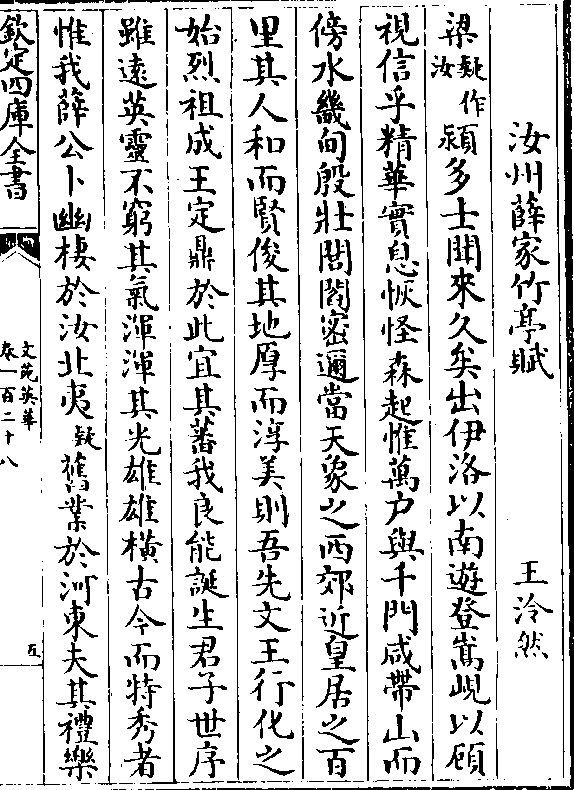 汝州薛家竹亭賦
王泠然
梁疑作汝潁多士聞來久矣出伊洛以南遊登嵩峴以顧
視信乎精華實息恢怪森起惟萬户與千門咸帶山而
傍水幾甸殷壯閭閻密邇當天象之西郊近皇居之百
里其人和而賢俊其地厚而淳美則吾先文王行化之
始烈祖成王定鼎於此宜其蕃我良能誕生君子世序
雖遠英靈不窮其氣渾渾其光雄雄橫古今而特秀者
惟我薛公卜幽棲於汝北夷疑舊業於河東夫其禮樂
欽定四庫全書
文苑英華
卷一百二十八
五